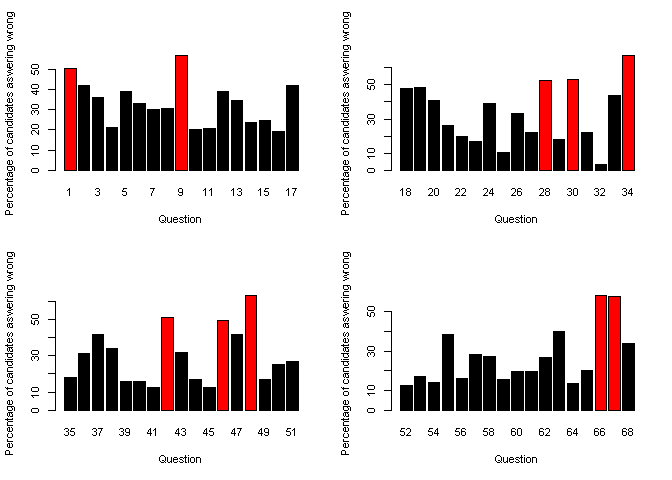 Percentage of candidates aswering wrong
50
40
30
20
10
0
1 3 5 7 9 11 13 15 17
Question
Percentage of candidates aswering wrong
50
30
10
0
18 20 22 24 26 28 30 32 34
Question
Percentage of candidates aswering wrong
50
30
10
0
35 37 39 41 43 45 47 49 51
Question
Percentage of candidates aswering wrong
50
30
10
0
52 54 56 58 60 62 64 66 68
Question